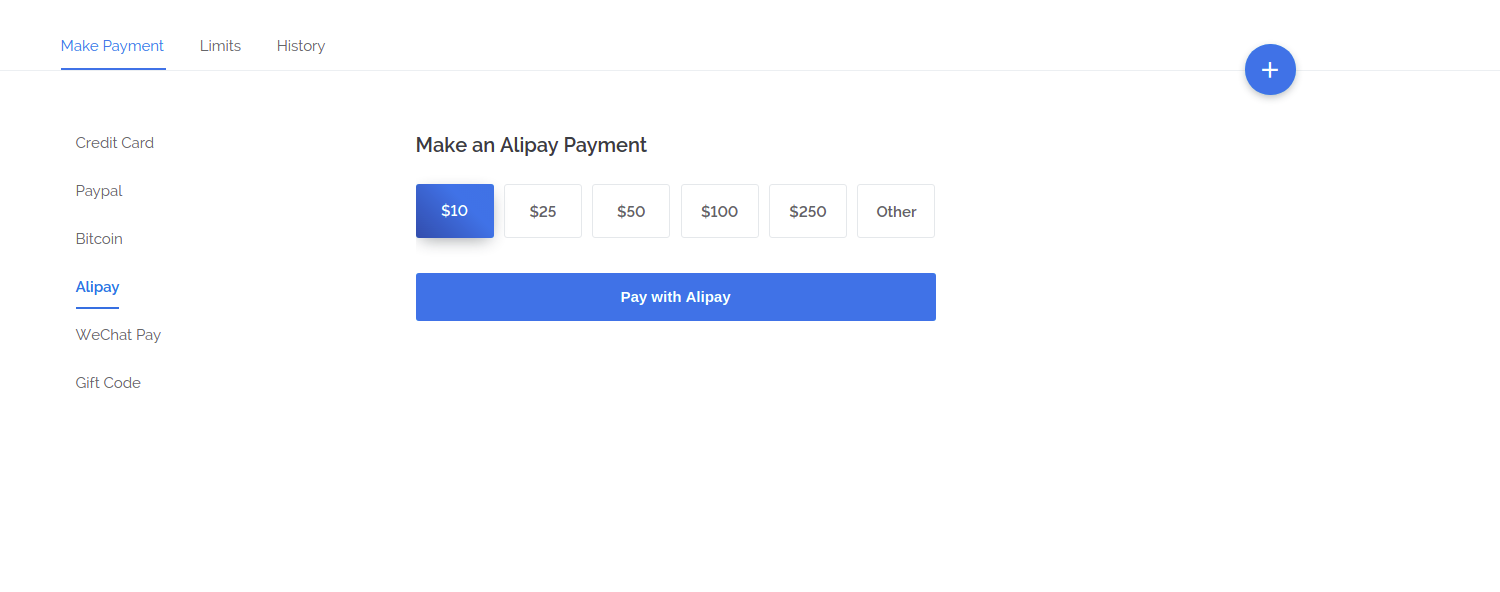 Make Payment Limits History
+
Credit Card
Paypal
Bitcoin
Alipay
WeChat Pay
Gift Code
Make an Alipay Payment
$10 $25 $50 $100 $250 Other
Pay with Alipay